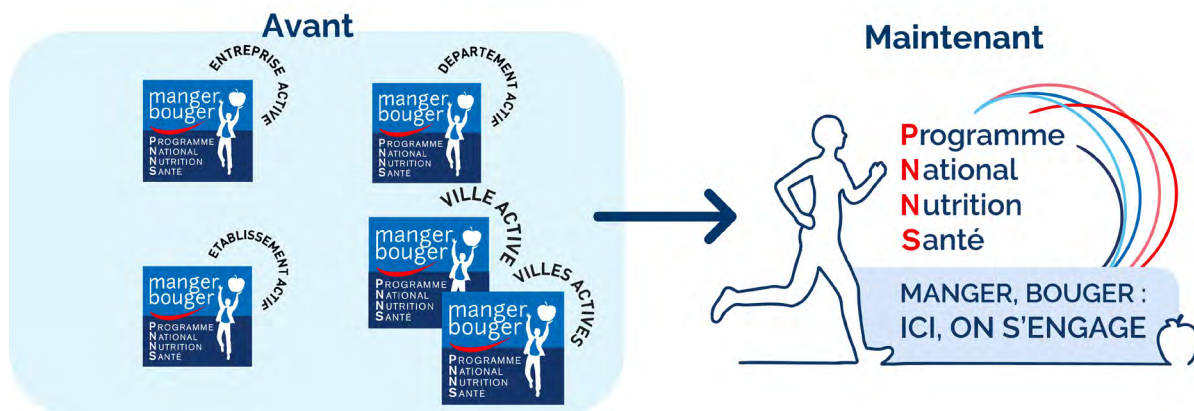 Avant
ENTREPRISE ACTIVE
manger
bouger
PROGRAMME
NATIONAL
NUTRITION
SANTÉ
DEPARTEMENT ACTIF
manger
bouger
PROGRAMME
NATIONAL
NUTRITION
SANTÉ
ETABLISSEMENT ACTIF
manger
bouger
PROGRAMME
NATIONAL
NUTRITION
SANTÉ
VILLE ACTIVE
manger
bouger
PROGRAMME
NATIONAL
NUTRITION
SANTÉ
VILLES ACTIVES
manger
bouger
PROGRAMME
NATIONAL
NUTRITION
SANTÉ
Maintenant
Programme
National
Nutrition
Santé
MANGER, BOUGER :
ICI, ON S'ENGAGE